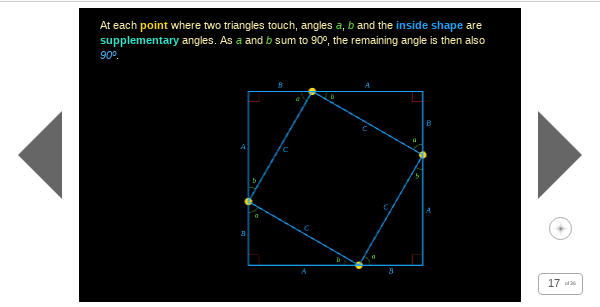 At each point where two triangles touch, angles a, b and the inside shape are
supplementary angles. As a and b sum to 90º, the remaining angle is then also
90º.
B A
a b
C B
A C a
b b
a
C A
B C
b a
A B
17 of 36